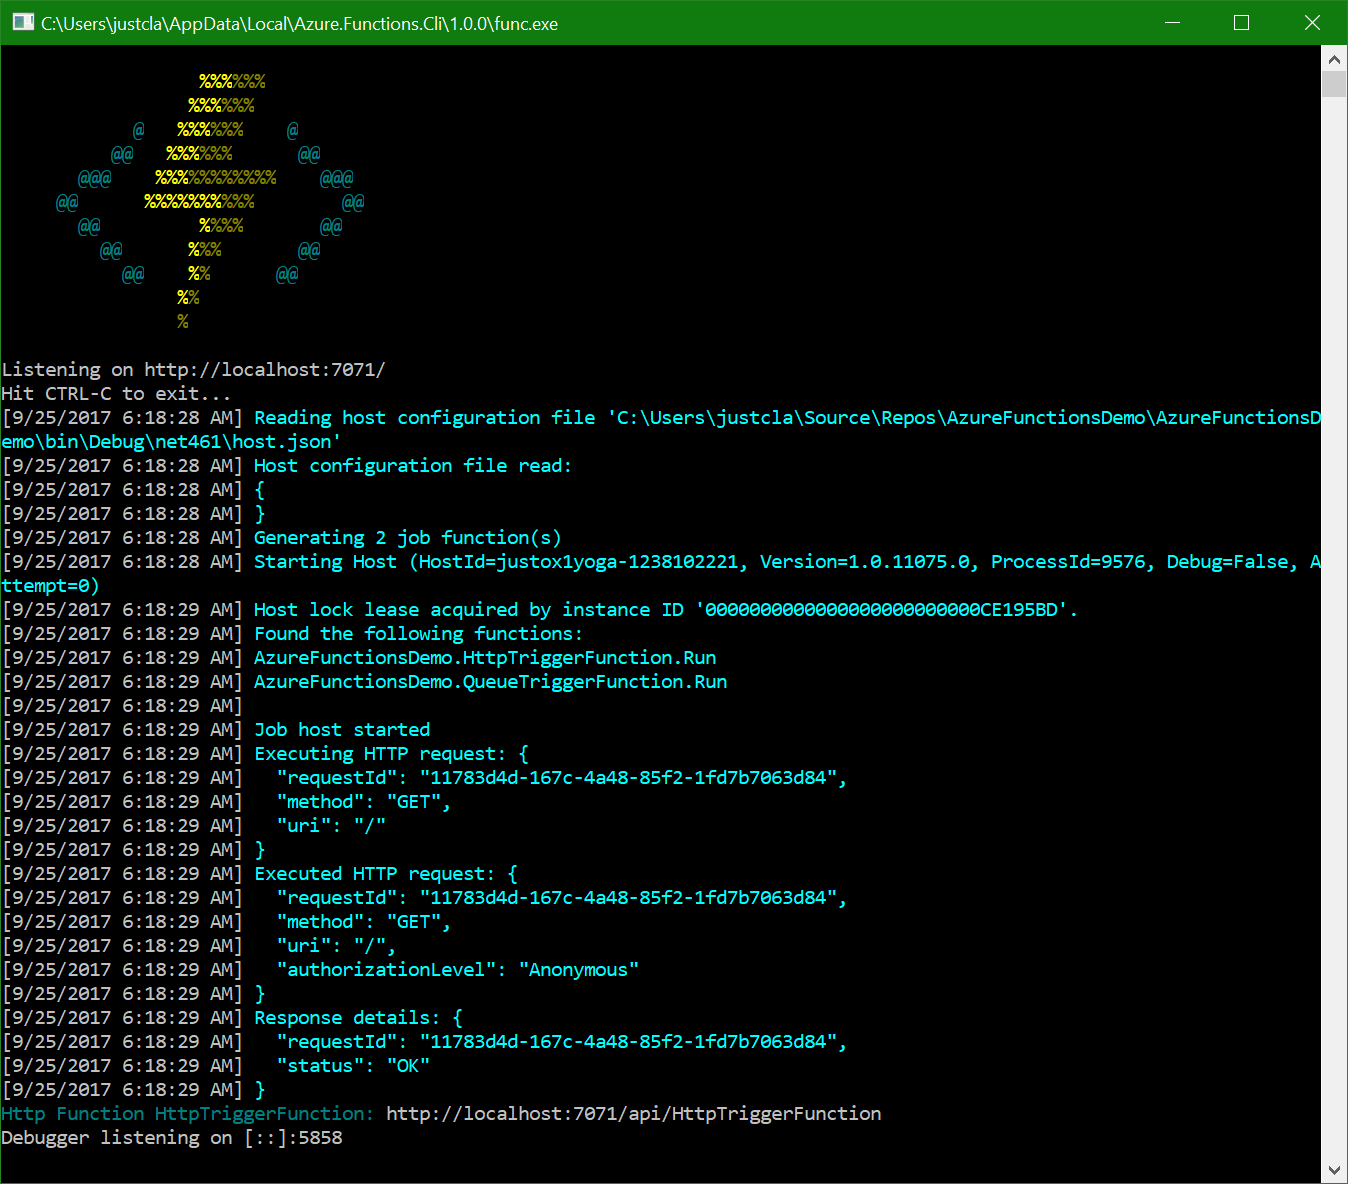 C:\Users\justcla\AppData\Local\Azure.Functions.Cli\1.0.0\func.exe
%%%%%%
%%%%%%
@ %%%%%% @
@@ %%%%%% @@
@@@ %%%%%%%%%%% @@@
@@ %%%%%%%%%% @@
@@ %%%% @@
@@ %%% @@
@@ %% @@
%%
%
Listening on http://localhost:7071/
Hit CTRL-C to exit...
[9/25/2017 6:18:28 AM] Reading host configuration file 'C:\Users\justcla\Source\Repos\AzureFunctionsDemo\AzureFunctionsD
emo\bin\Debug\net461\host.json'
[9/25/2017 6:18:28 AM] Host configuration file read:
[9/25/2017 6:18:28 AM] {
[9/25/2017 6:18:28 AM] }
[9/25/2017 6:18:28 AM] Generating 2 job function(s)
[9/25/2017 6:18:28 AM] Starting Host (HostId=justox1yoga-1238102221, Version=1.0.11075.0, ProcessId=9576, Debug=False, A
ttempt=0)
[9/25/2017 6:18:29 AM] Host lock lease acquired by instance ID '0000000000000000000000000CE195BD'.
[9/25/2017 6:18:29 AM] Found the following functions:
[9/25/2017 6:18:29 AM] AzureFunctionsDemo.HttpTriggerFunction.Run
[9/25/2017 6:18:29 AM] AzureFunctionsDemo.QueueTriggerFunction.Run
[9/25/2017 6:18:29 AM]
[9/25/2017 6:18:29 AM] Job host started
[9/25/2017 6:18:29 AM] Executing HTTP request: {
[9/25/2017 6:18:29 AM]   "requestId": "11783d4d-167c-4a48-85f2-1fd7b7063d84",
[9/25/2017 6:18:29 AM]   "method": "GET",
[9/25/2017 6:18:29 AM]   "uri": "/"
[9/25/2017 6:18:29 AM] }
[9/25/2017 6:18:29 AM] Executed HTTP request: {
[9/25/2017 6:18:29 AM]   "requestId": "11783d4d-167c-4a48-85f2-1fd7b7063d84",
[9/25/2017 6:18:29 AM]   "method": "GET",
[9/25/2017 6:18:29 AM]   "uri": "/",
[9/25/2017 6:18:29 AM]   "authorizationLevel": "Anonymous"
[9/25/2017 6:18:29 AM] }
[9/25/2017 6:18:29 AM] Response details: {
[9/25/2017 6:18:29 AM]   "requestId": "11783d4d-167c-4a48-85f2-1fd7b7063d84",
[9/25/2017 6:18:29 AM]   "status": "OK"
[9/25/2017 6:18:29 AM] }
Http Function HttpTriggerFunction: http://localhost:7071/api/HttpTriggerFunction
Debugger listening on [::]:5858